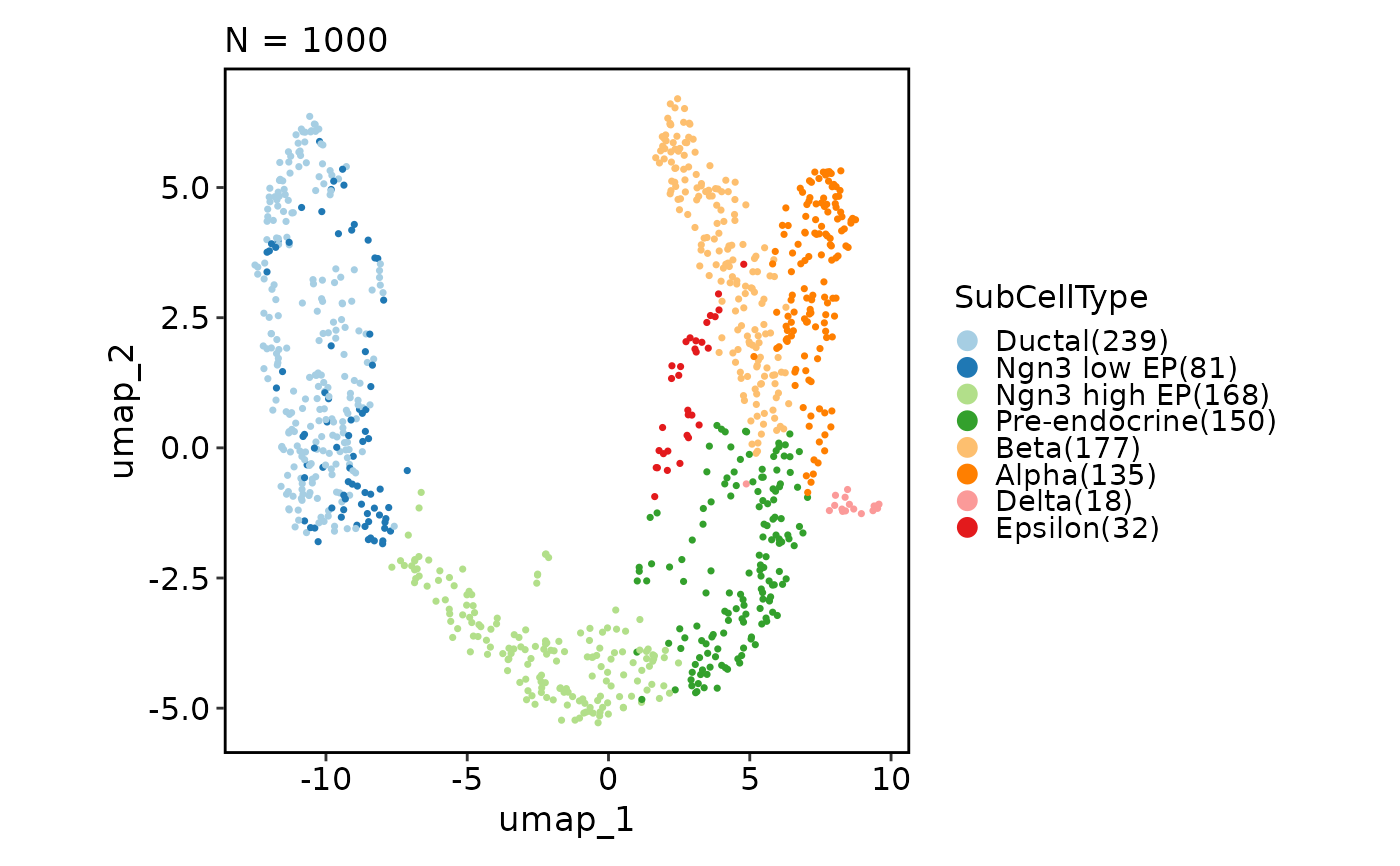 N = 1000
umap_2
5.0
2.5
0.0
-2.5
-5.0
-10
-5
0
5
10
umap_1
SubCellType
Ductal(239)
Ngn3 low EP(81)
Ngn3 high EP(168)
Pre-endocrine(150)
Beta(177)
Alpha(135)
Delta(18)
Epsilon(32)